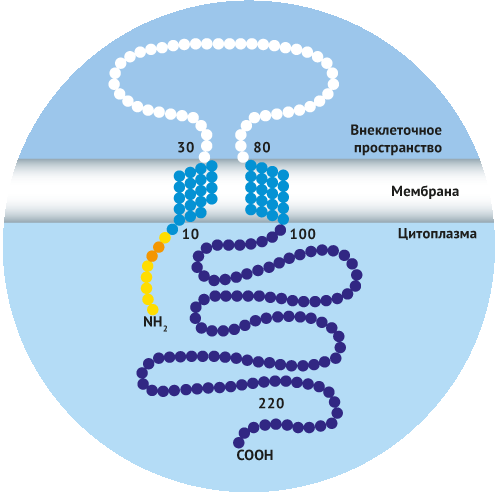 30
80
Внеклеточное
пространство
Мембрана
10
100
Цитоплазма
NH₂
220
COOH